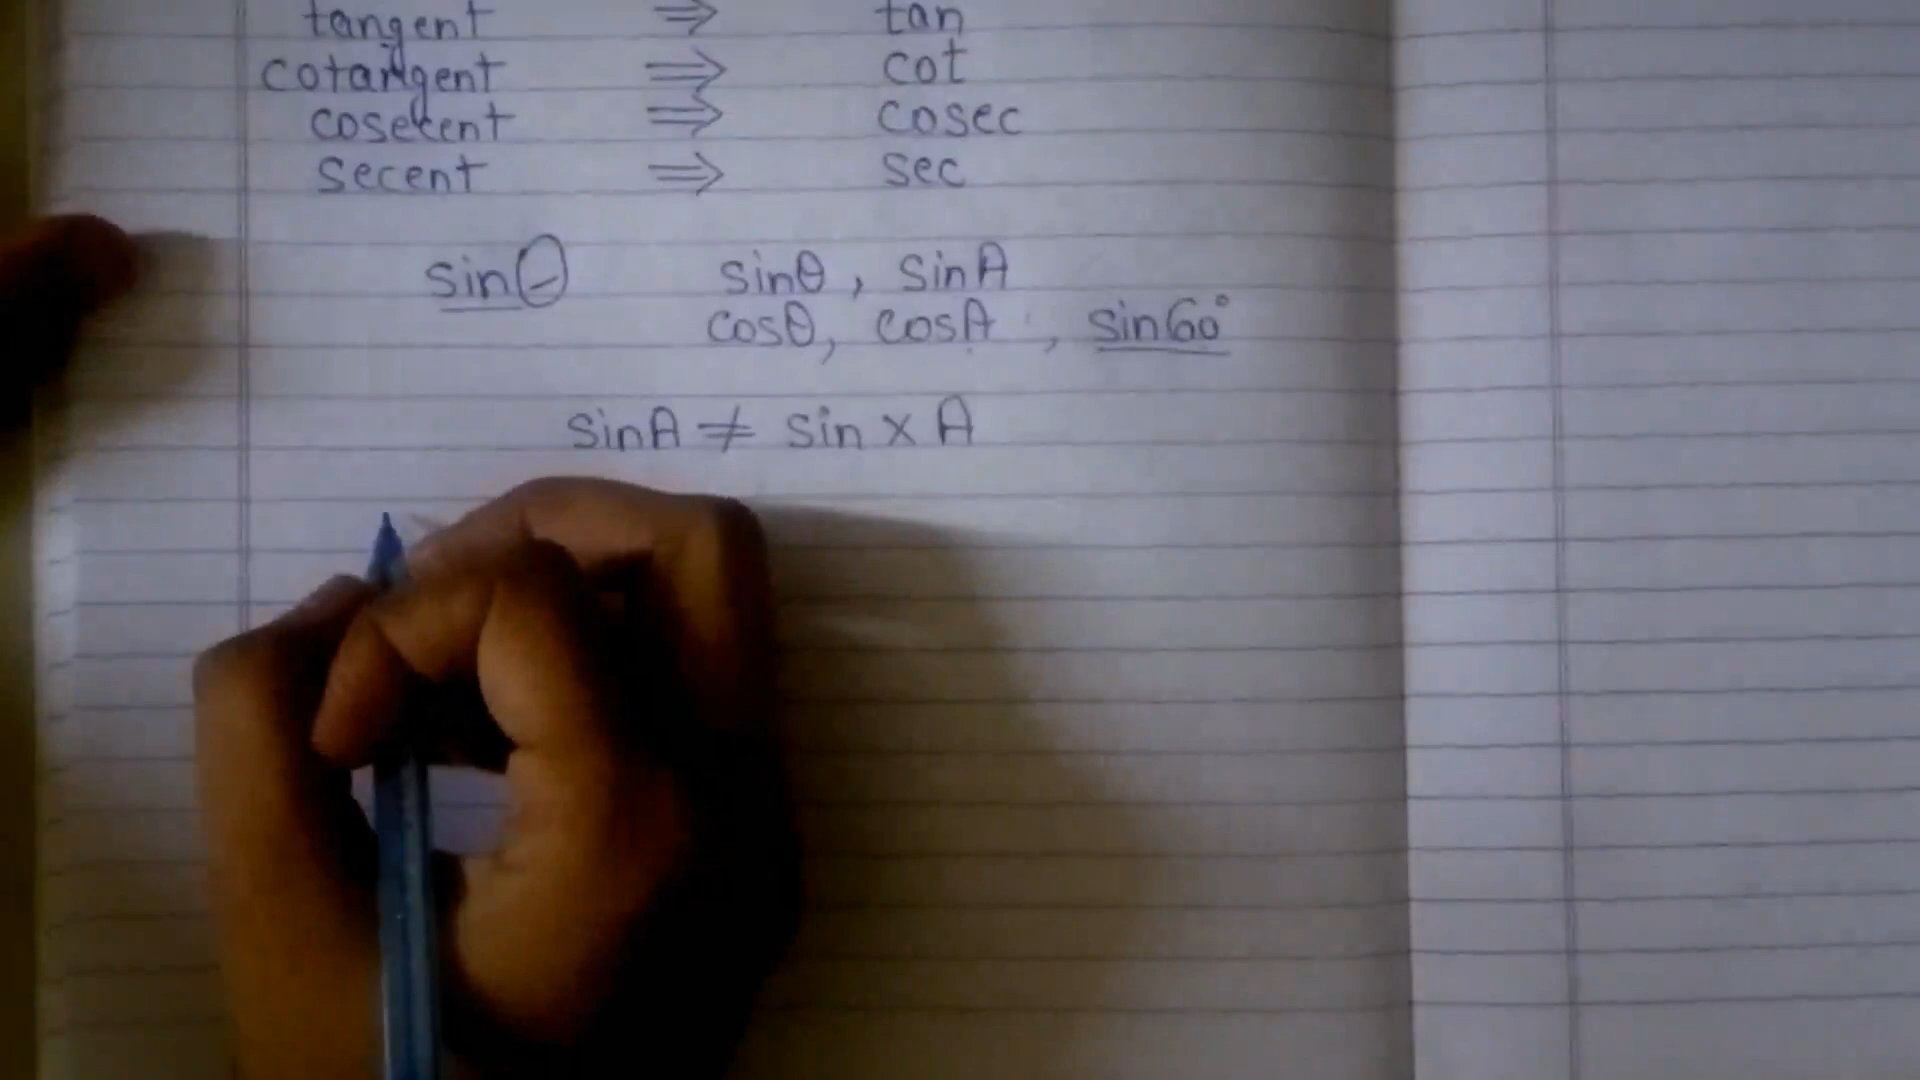 tangent ⇒ tan
cotangent ⇒ cot
cosecent ⇒ cosec
secent ⇒ sec
sinθ sinθ, sinA
cosθ, cosA, sin60°
sinA ≠ sin x A